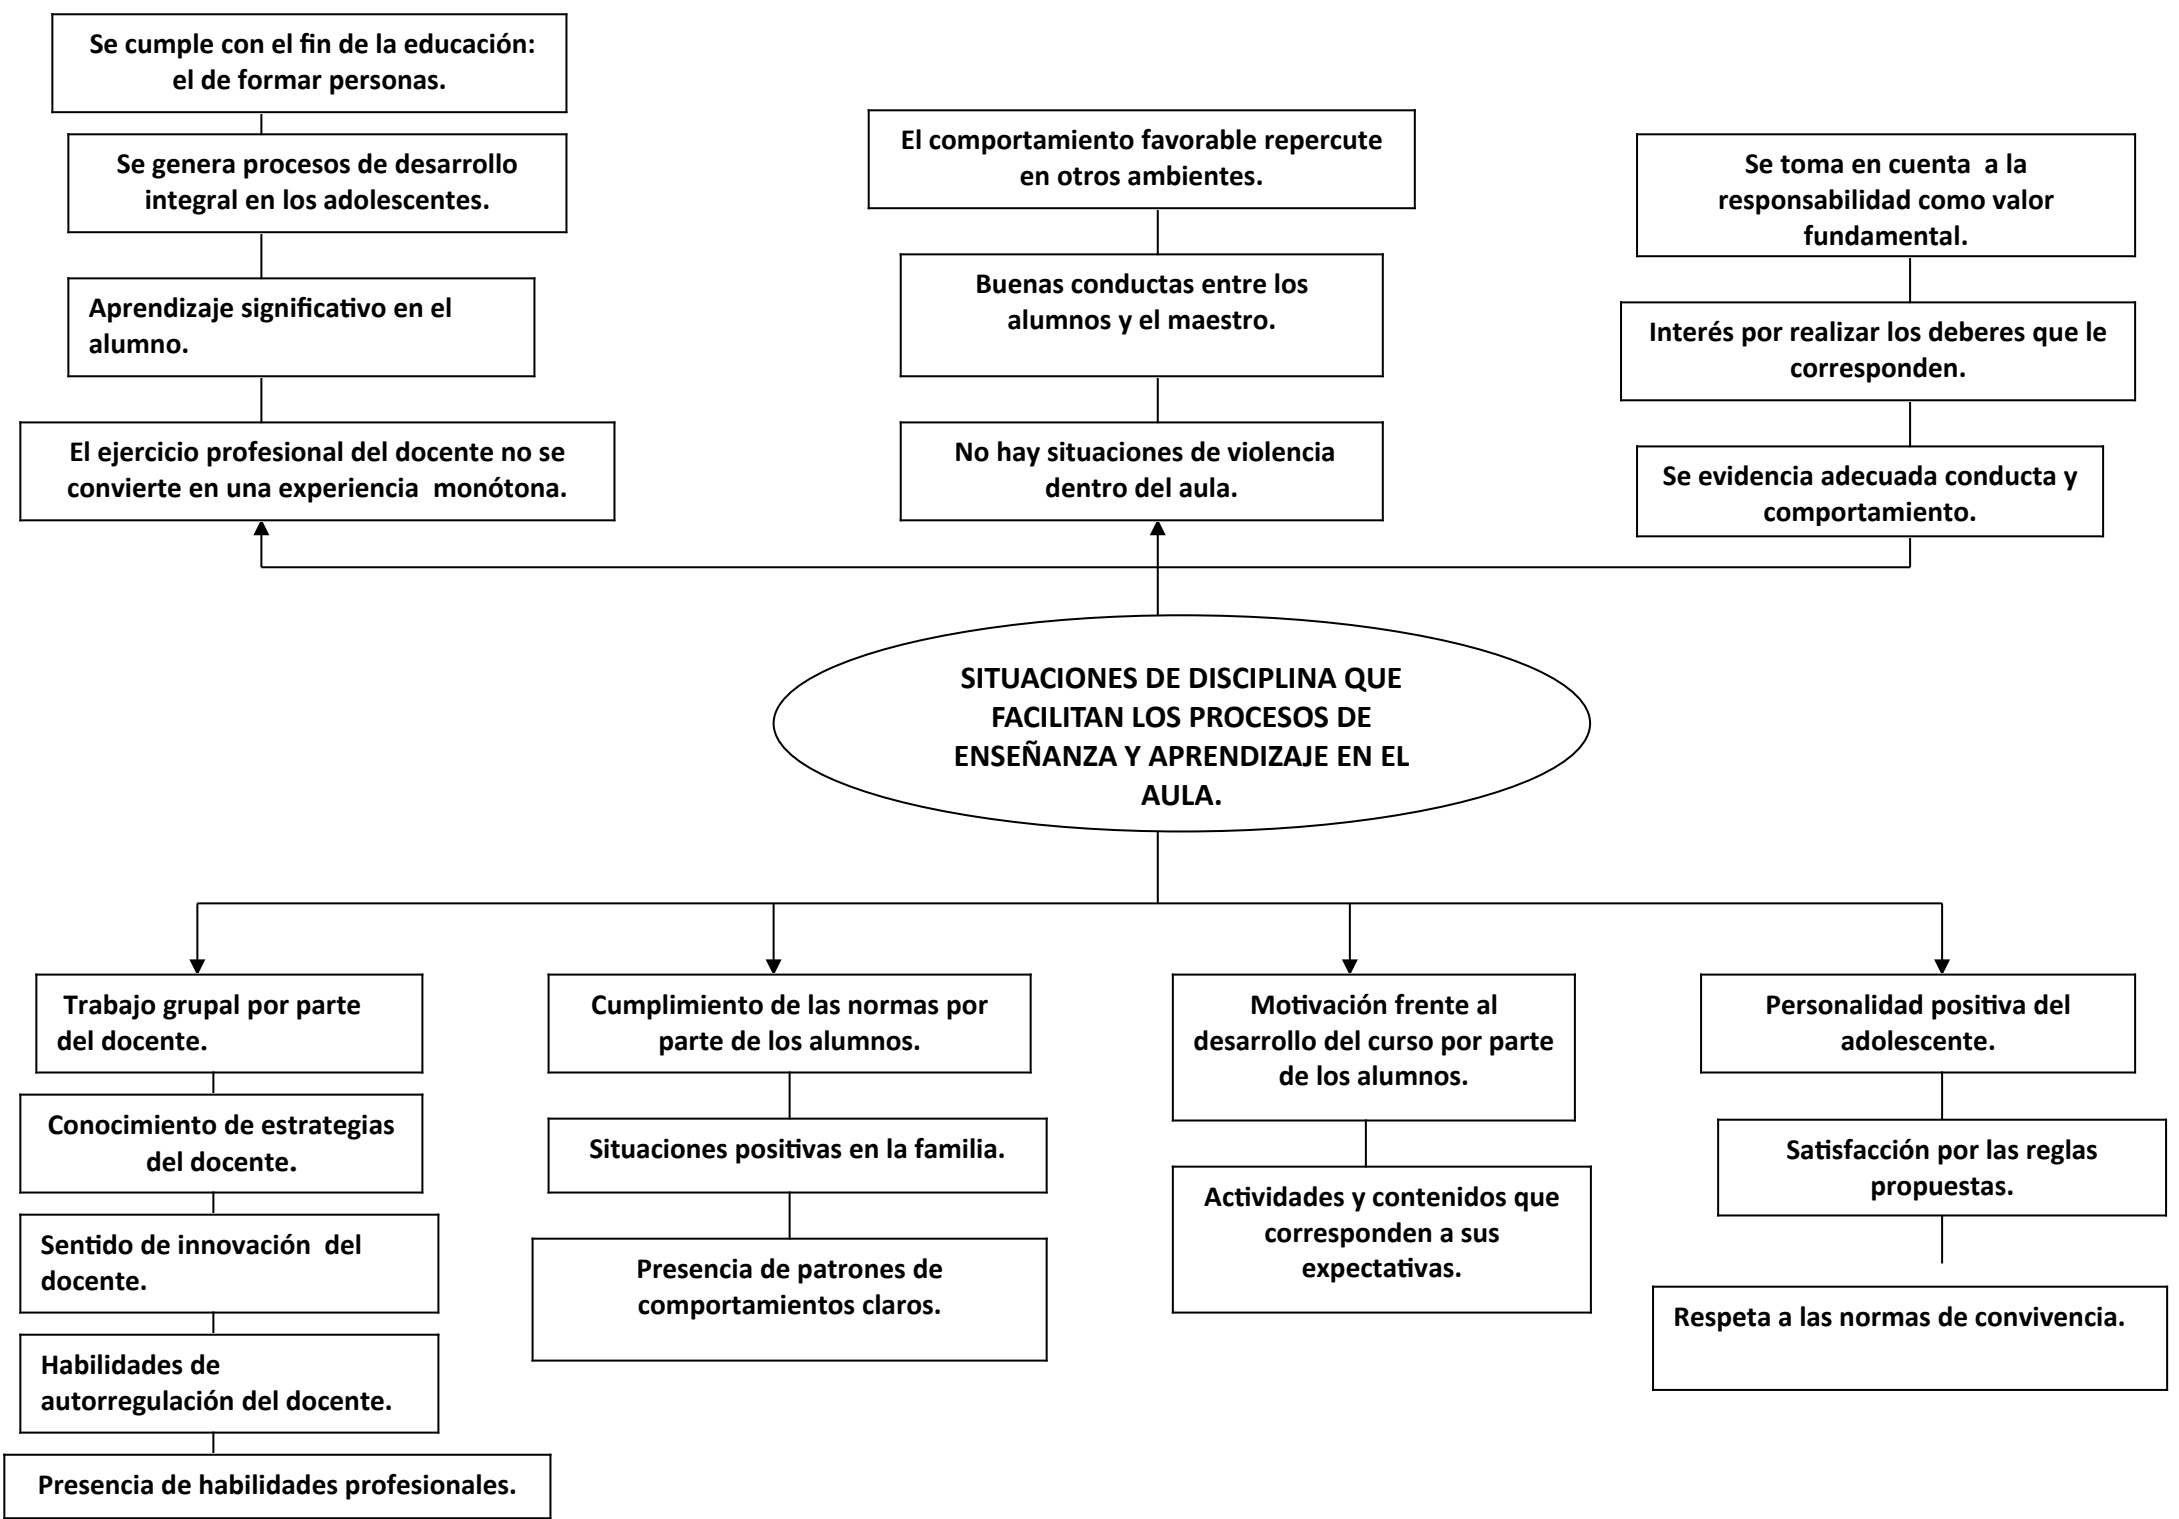 Se cumple con el fin de la educación:
el de formar personas.
Se genera procesos de desarrollo
integral en los adolescentes.
Aprendizaje significativo en el
alumno.
El ejercicio profesional del docente no se
convierte en una experiencia monótona.
El comportamiento favorable repercute
en otros ambientes.
Buenas conductas entre los
alumnos y el maestro.
No hay situaciones de violencia
dentro del aula.
Se toma en cuenta a la
responsabilidad como valor
fundamental.
Interés por realizar los deberes que le
corresponden.
Se evidencia adecuada conducta y
comportamiento.
SITUACIONES DE DISCIPLINA QUE
FACILITAN LOS PROCESOS DE
ENSEÑANZA Y APRENDIZAJE EN EL
AULA.
Trabajo grupal por parte
del docente.
Conocimiento de estrategias
del docente.
Sentido de innovación del
docente.
Habilidades de
autorregulación del docente.
Presencia de habilidades profesionales.
Cumplimiento de las normas por
parte de los alumnos.
Situaciones positivas en la familia.
Presencia de patrones de
comportamientos claros.
Motivación frente al
desarrollo del curso por parte
de los alumnos.
Actividades y contenidos que
corresponden a sus
expectativas.
Personalidad positiva del
adolescente.
Satisfacción por las reglas
propuestas.
Respeta a las normas de convivencia.